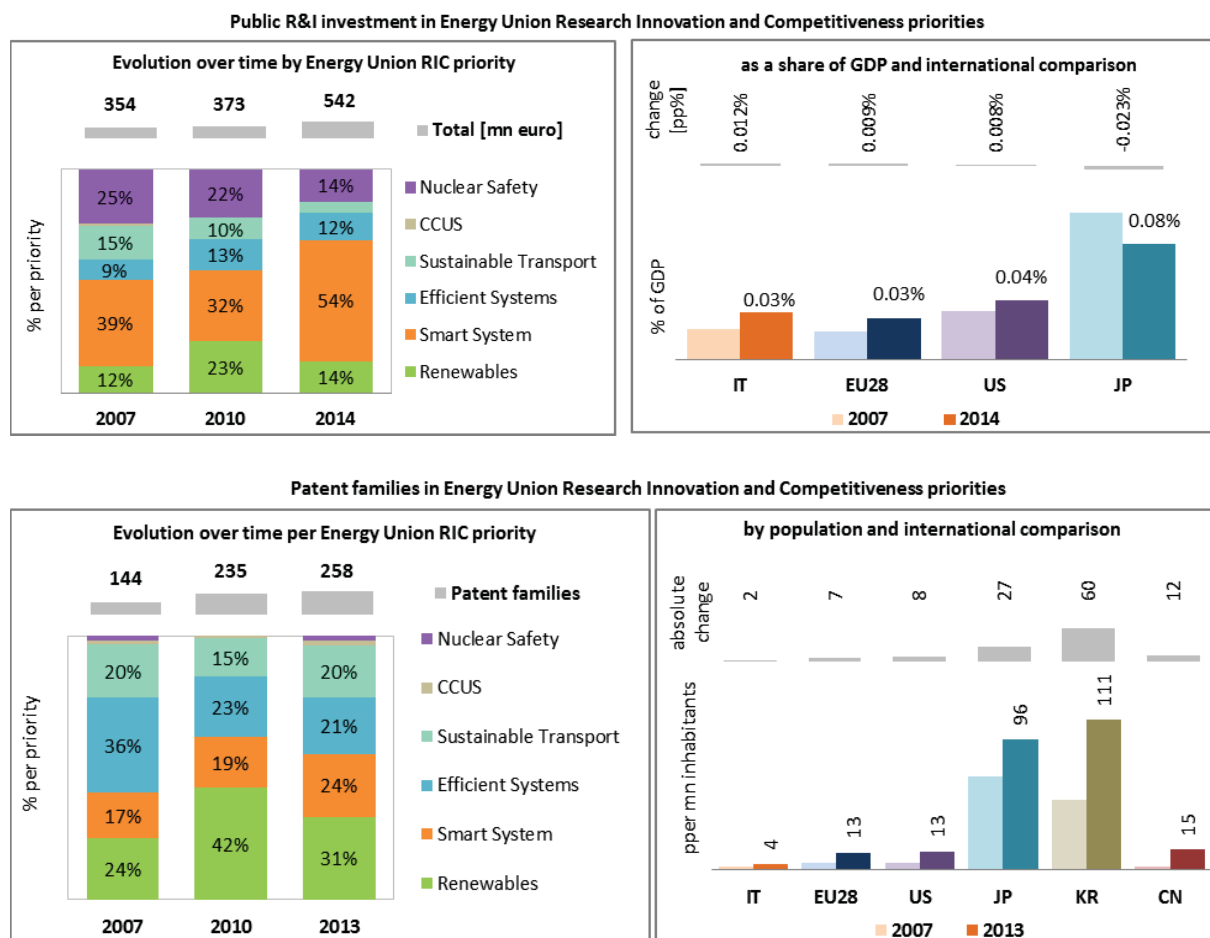 Public R&I investment in Energy Union Research Innovation and Competitiveness priorities
Evolution over time by Energy Union RIC priority
354 373 542
Total [mn euro]
% per priority
25% 22% 14%
15% 10%
9% 13% 12%
39% 32% 54%
12% 23% 14%
Nuclear Safety
CCUS
Sustainable Transport
Efficient Systems
Smart System
Renewables
2007 2010 2014
as a share of GDP and international comparison
change
[pp%]
0.012% 0.009% 0.008% -0.023%
% of GDP
0.03% 0.03% 0.04% 0.08%
IT EU28 US JP
2007 2014
Patent families in Energy Union Research Innovation and Competitiveness priorities
Evolution over time per Energy Union RIC priority
144 235 258
Patent families
% per priority
20% 15% 20%
36% 23% 21%
17% 19% 24%
24% 42% 31%
Nuclear Safety
CCUS
Sustainable Transport
Efficient Systems
Smart System
Renewables
2007 2010 2013
by population and international comparison
absolute
change
2 7 8 27 60 12
pper mn inhabitants
4 13 13 96 111 15
IT EU28 US JP KR CN
2007 2013